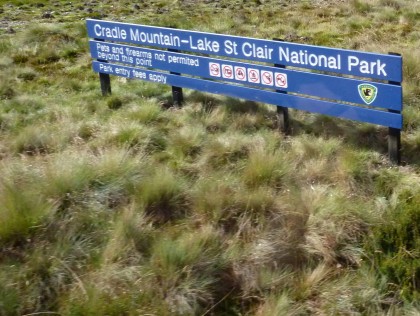 Cradle Mountain–Lake St Clair National Park
Pets and firearms not permitted
beyond this point
Park entry fees apply